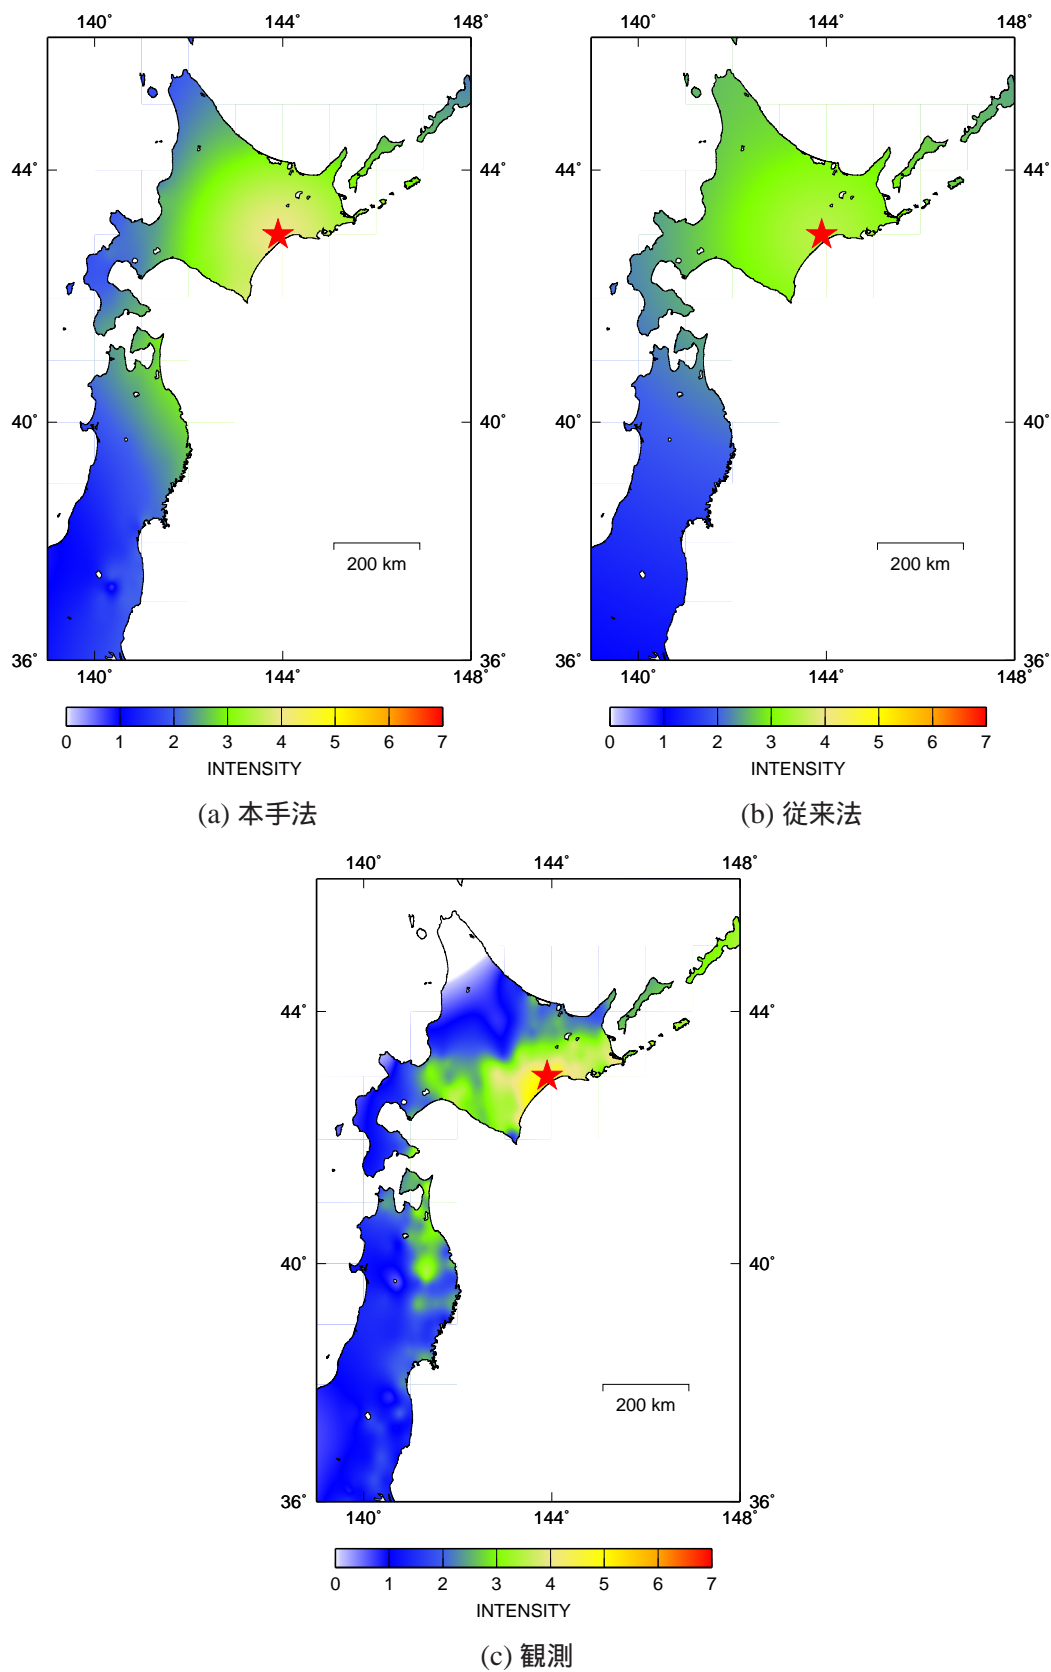 140˚ 144˚ 148˚ 140˚ 144˚ 148˚
44˚ 44˚ 44˚
40˚ 40˚ 40˚
200 km 200 km
36˚ 36˚ 36˚
140˚ 144˚ 148˚ 140˚ 144˚ 148˚
0 1 2 3 4 5 6 7 0 1 2 3 4 5 6 7
INTENSITY INTENSITY
(a) 本手法 (b) 従来法
140˚ 144˚ 148˚
44˚ 44˚
40˚ 40˚
200 km
36˚ 36˚
140˚ 144˚ 148˚
0 1 2 3 4 5 6 7
INTENSITY
(c) 観測